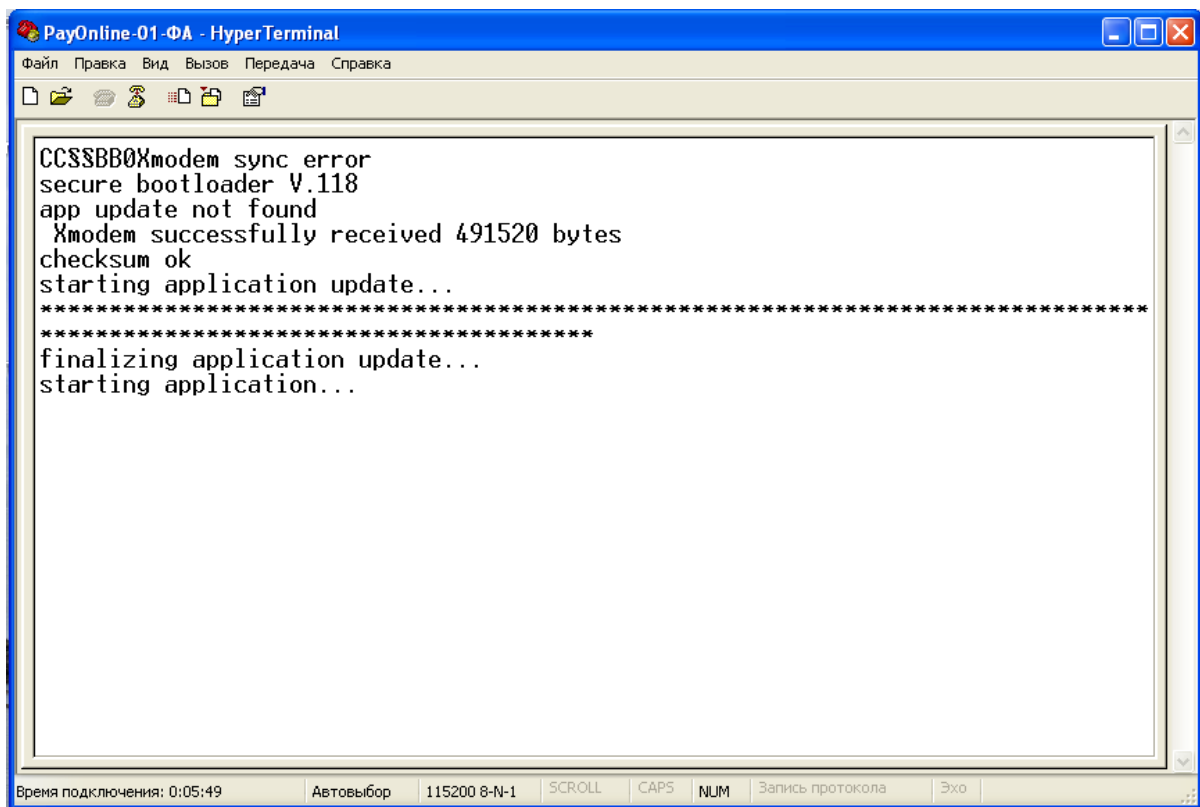 PayOnline-01-ФА - HyperTerminal
Файл Правка Вид Вызов Передача Справка
CC§§BB0Xmodem sync error
secure bootloader V.118
app update not found
Xmodem successfully received 491520 bytes
checksum ok
starting application update...
********************************************************************************
****************************************
finalizing application update...
starting application...
Время подключения: 0:05:49 Автовыбор 115200 8-N-1 SCROLL CAPS NUM Запись протокола Эхо